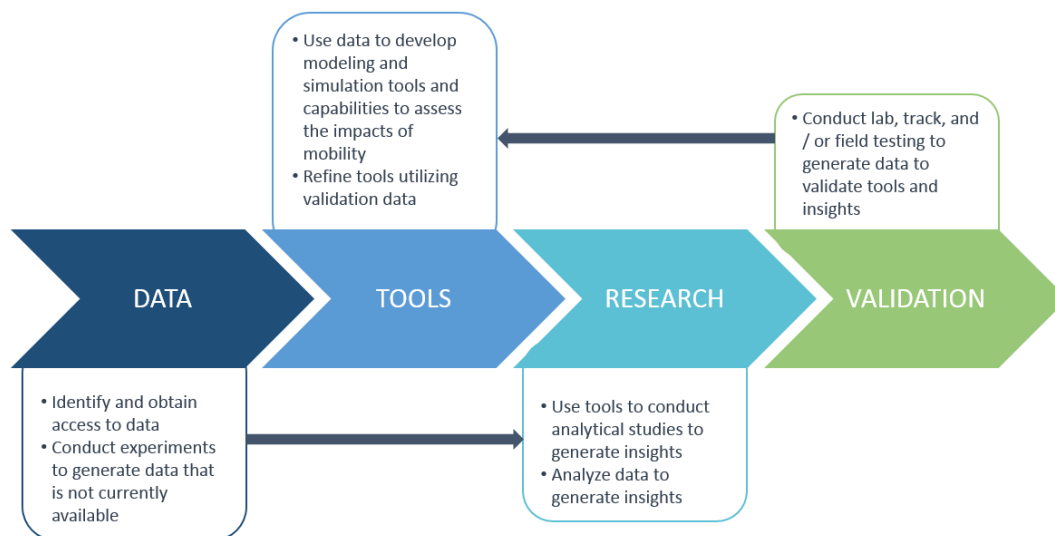 • Use data to develop
modeling and
simulation tools and
capabilities to assess
the impacts of
mobility
• Refine tools utilizing
validation data
• Conduct lab, track, and
/ or field testing to
generate data to
validate tools and
insights
DATA
TOOLS
RESEARCH
VALIDATION
• Identify and obtain
access to data
• Conduct experiments
to generate data that
is not currently
available
• Use tools to conduct
analytical studies to
generate insights
• Analyze data to
generate insights